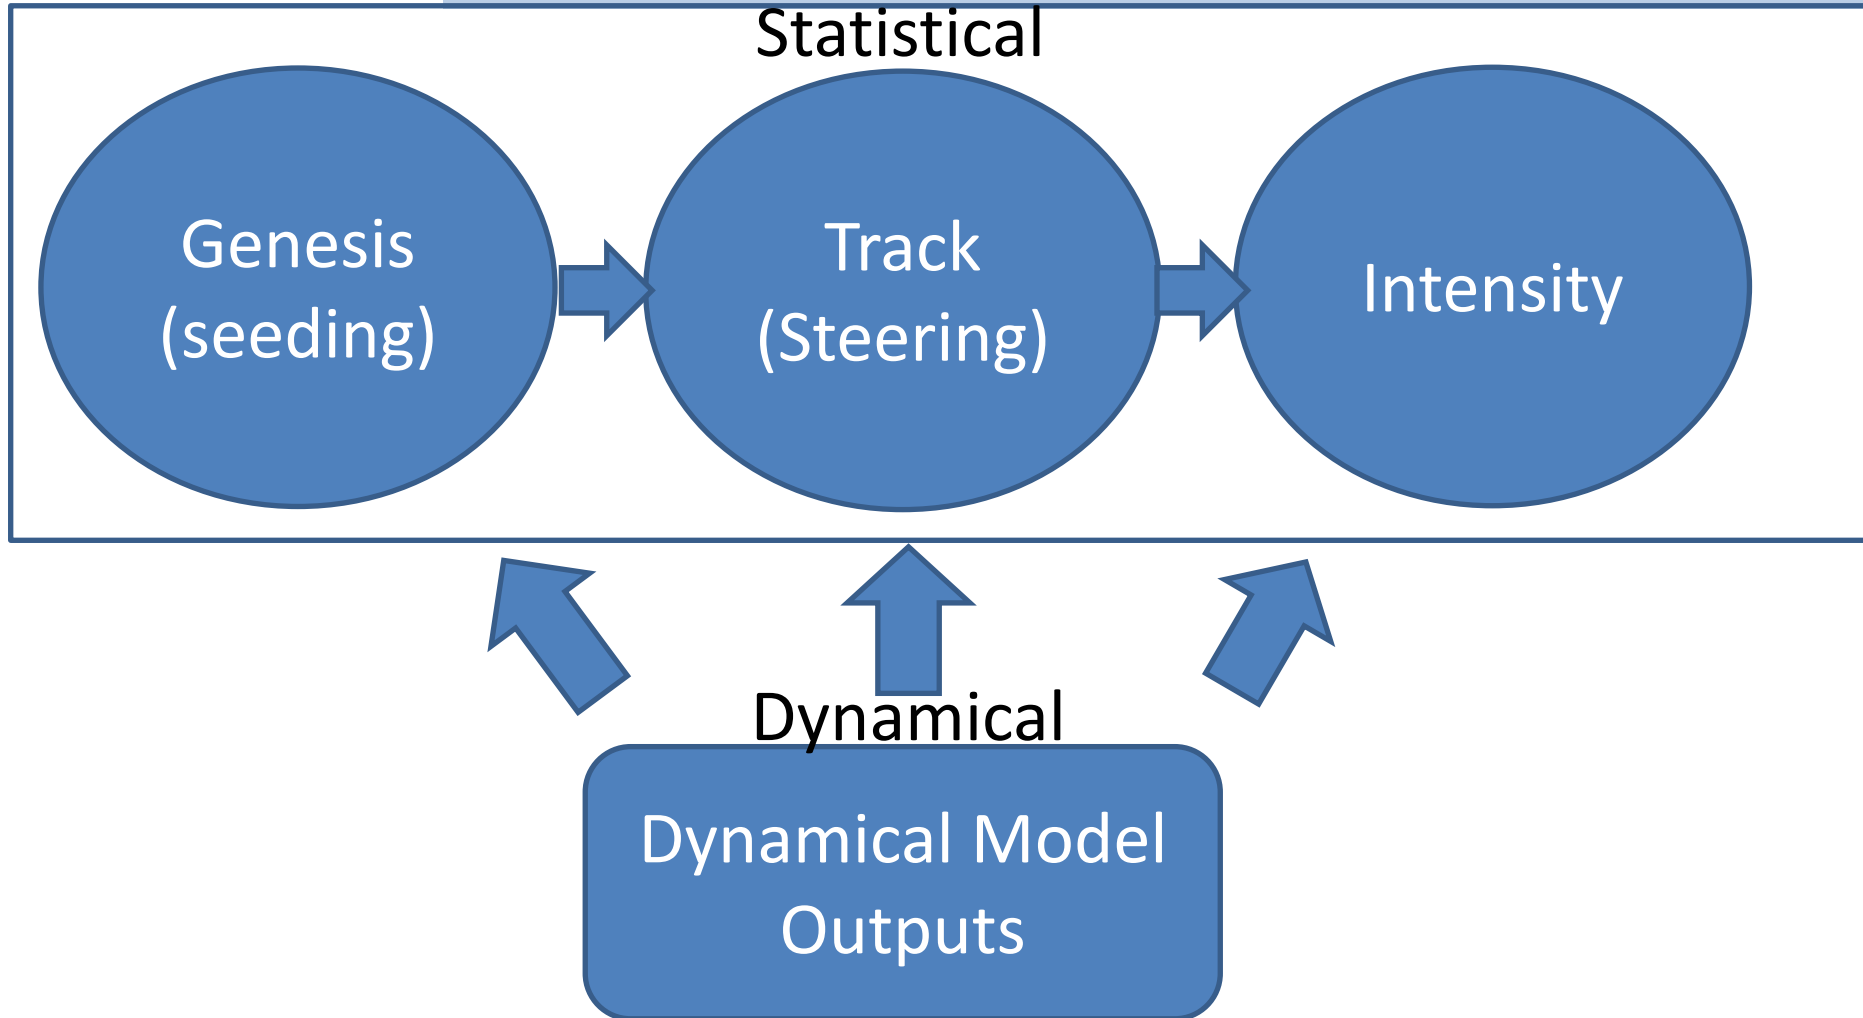 Statistical
Genesis
(seeding)
Track
(Steering)
Intensity
Dynamical
Dynamical Model
Outputs